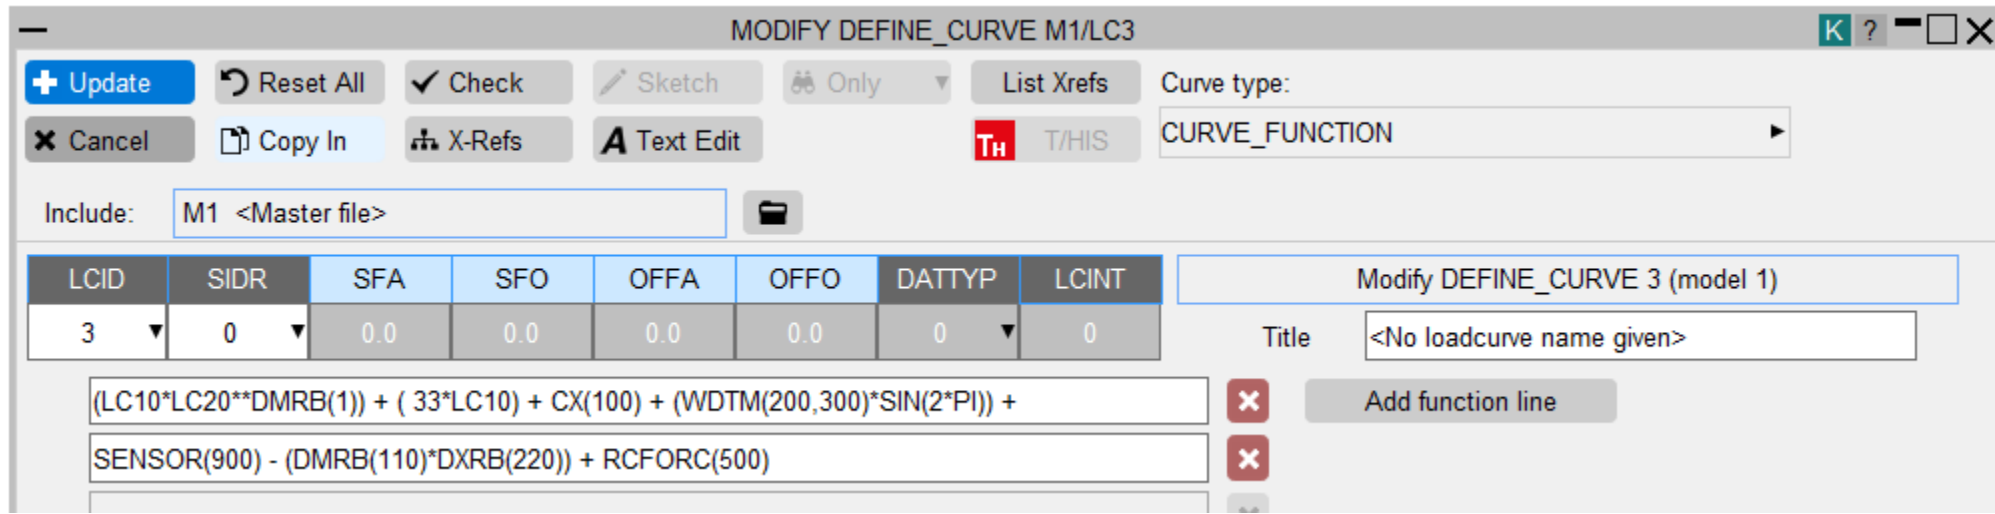 MODIFY DEFINE_CURVE M1/LC3 K ?
Update Reset All Check Sketch Only List Xrefs Curve type:
Cancel Copy In X-Refs A Text Edit TH T/HIS CURVE_FUNCTION
Include: M1 <Master file>
LCID SIDR SFA SFO OFFA OFFO DATTYP LCINT Modify DEFINE_CURVE 3 (model 1)
3 0 0.0 0.0 0.0 0.0 0 0 Title <No loadcurve name given>
(LC10*LC20**DMRB(1)) + ( 33*LC10) + CX(100) + (WDTM(200,300)*SIN(2*PI)) + Add function line
SENSOR(900) - (DMRB(110)*DXRB(220)) + RCFORC(500)